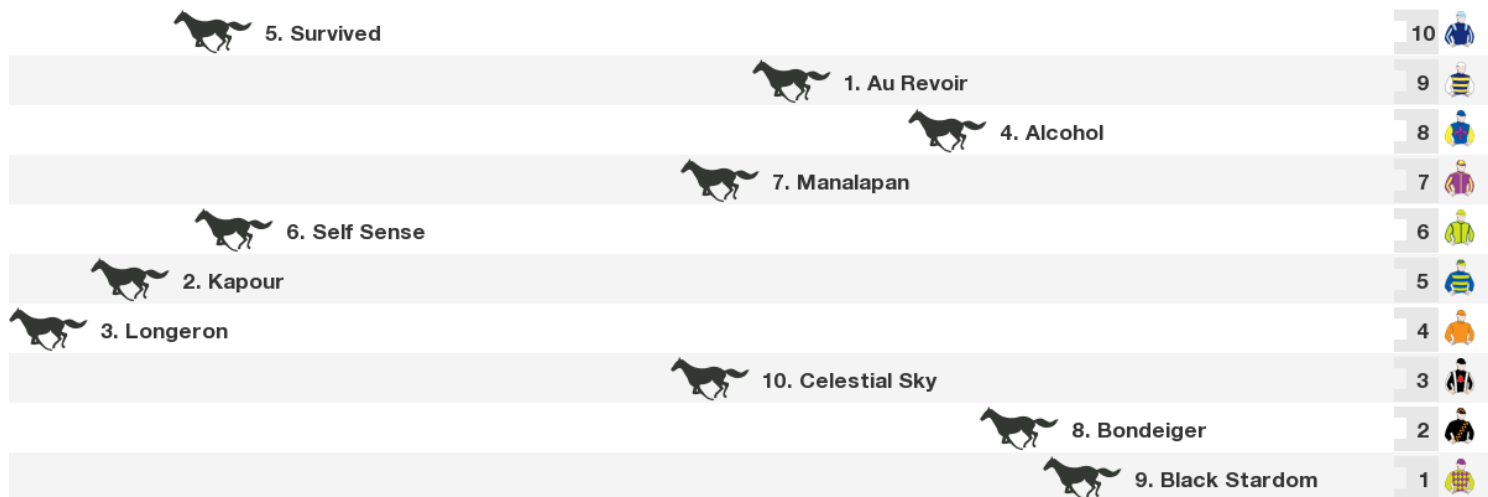 5. Survived 10
1. Au Revoir 9
4. Alcohol 8
7. Manalapan 7
6. Self Sense 6
2. Kapour 5
3. Longeron 4
10. Celestial Sky 3
8. Bondeiger 2
9. Black Stardom 1